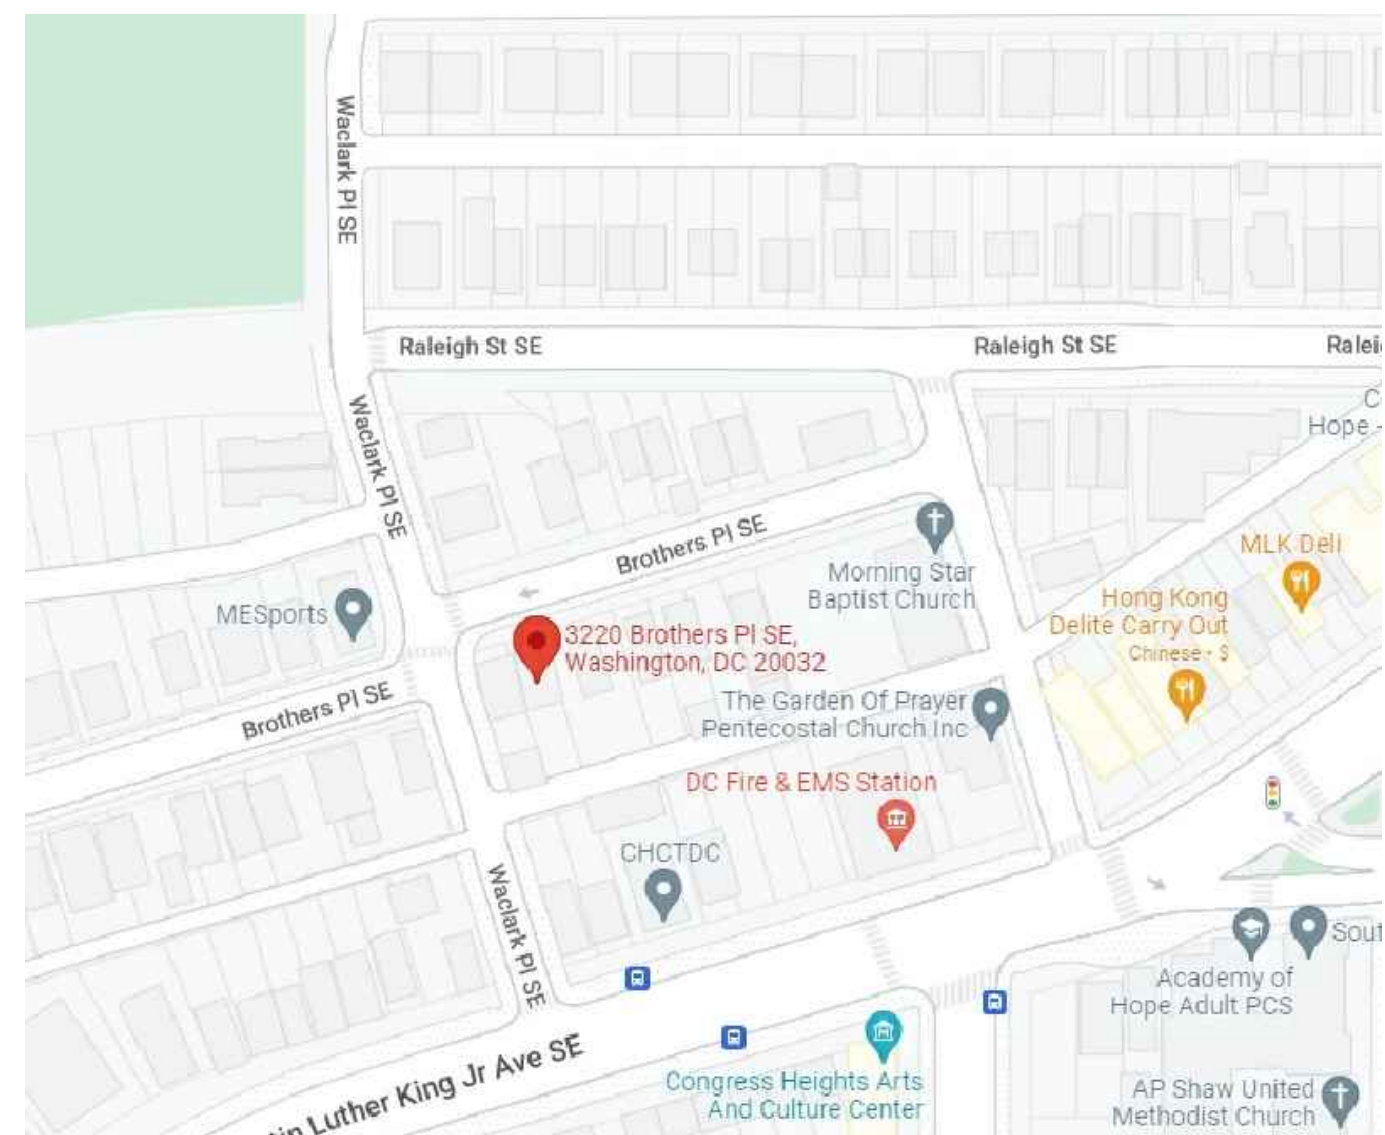 Waclark Pl SE
Raleigh St SE
Raleigh St SE
Hope -
Waclark Pl SE
Brothers Pl SE
MLK Deli
Morning Star
Baptist Church
Hong Kong
Delite Carry Out
Chinese · $
MESports
3220 Brothers Pl SE,
Washington, DC 20032
Brothers Pl SE
The Garden Of Prayer
Pentecostal Church Inc
DC Fire & EMS Station
CHCTDC
Waclark Pl SE
Academy of
Hope Adult PCS
Luther King Jr Ave SE
Congress Heights Arts
And Culture Center
AP Shaw United
Methodist Church